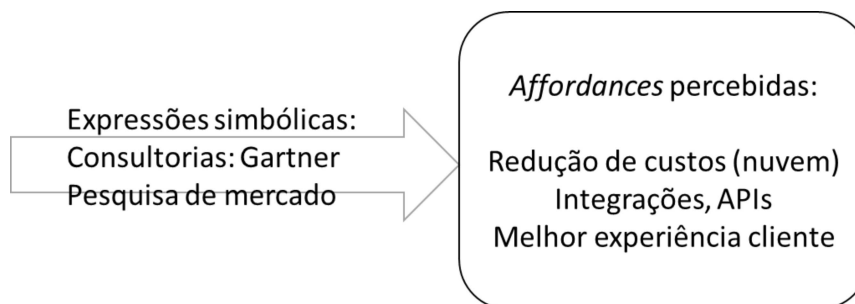 Expressões simbólicas:
Consultorias: Gartner
Pesquisa de mercado
Affordances percebidas:
Redução de custos (nuvem)
Integrações, APIs
Melhor experiência cliente